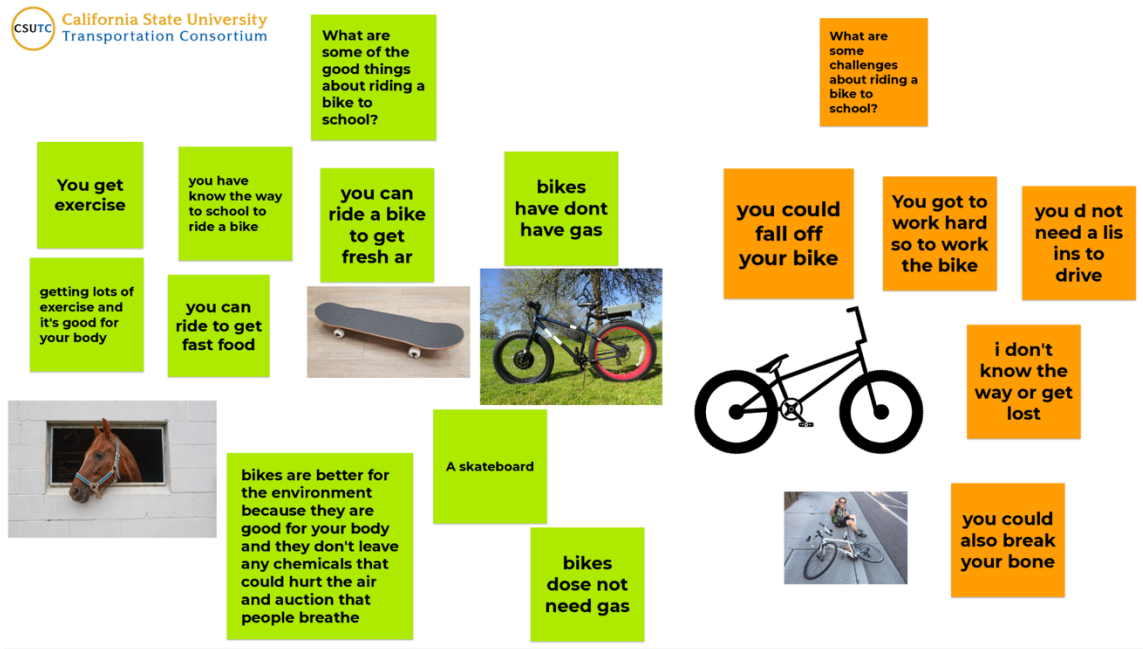 CSUTC
California State University
Transportation Consortium
What are
some of the
good things
about riding a
bike to
school?
What are
some
challenges
about riding a
bike to
school?
You get
exercise
you have
know the way
to school to
ride a bike
you can
ride a bike
to get
fresh ar
bikes
have dont
have gas
you could
fall off
your bike
You got to
work hard
so to work
the bike
you d not
need a lis
ins to
drive
getting lots of
exercise and
it's good for
your body
you can
ride to get
fast food
i don't
know the
way or get
lost
A skateboard
bikes are better for
the environment
because they are
good for your body
and they don't leave
any chemicals that
could hurt the air
and auction that
people breathe
bikes
dose not
need gas
you could
also break
your bone